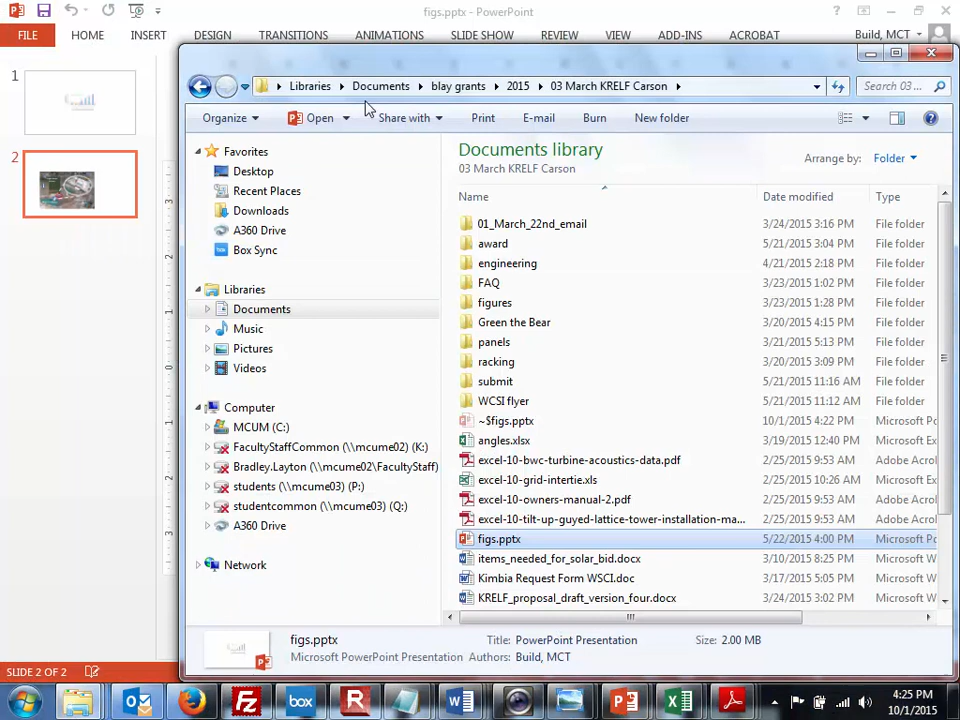 figs.pptx - PowerPoint
FILE HOME INSERT DESIGN TRANSITIONS ANIMATIONS SLIDE SHOW REVIEW VIEW ADD-INS ACROBAT Build, MCT
Libraries Documents blay grants 2015 03 March KRELF Carson Search 03 ...
Organize Open Share with Print E-mail Burn New folder
1
2
Favorites
Desktop
Recent Places
Downloads
A360 Drive
Box Sync
Libraries
Documents
Music
Pictures
Videos
Computer
MCUM (C:)
FacultyStaffCommon (\\mcume02) (K:)
Bradley.Layton (\\mcume02\FacultyStaff)
students (\\mcume03) (P:)
studentcommon (\\mcume03) (Q:)
A360 Drive
Network
Documents library
03 March KRELF Carson
Arrange by: Folder
Name Date modified Type
01_March_22nd_email 3/24/2015 3:16 PM File folder
award 5/21/2015 3:04 PM File folder
engineering 4/21/2015 2:18 PM File folder
FAQ 3/23/2015 1:02 PM File folder
figures 3/23/2015 1:28 PM File folder
Green the Bear 3/20/2015 4:15 PM File folder
panels 3/23/2015 5:38 PM File folder
racking 3/20/2015 3:09 PM File folder
submit 5/21/2015 11:16 AM File folder
WCSI flyer 5/21/2015 11:12 AM File folder
~$figs.pptx 10/1/2015 4:22 PM Microsoft P
angles.xlsx 3/19/2015 12:40 PM Microsoft Ex
excel-10-bwc-turbine-acoustics-data.pdf 2/25/2015 9:53 AM Adobe Acrol
excel-10-grid-intertie.xls 2/25/2015 10:26 AM Microsoft Ex
excel-10-owners-manual-2.pdf 2/25/2015 9:53 AM Adobe Acrol
excel-10-tilt-up-guyed-lattice-tower-installation-ma... 2/25/2015 9:53 AM Adobe Acrol
figs.pptx 5/22/2015 4:00 PM Microsoft Po
items_needed_for_solar_bid.docx 3/10/2015 8:25 PM Microsoft W
Kimbia Request Form WSCI.doc 3/17/2015 5:05 PM Microsoft W
KRELF_proposal_draft_version_four.docx 3/24/2015 3:02 PM Microsoft W
figs.pptx Title: PowerPoint Presentation Size: 2.00 MB
Microsoft PowerPoint Presentation Authors: Build, MCT
SLIDE 2 OF 2
box
4:25 PM
10/1/2015